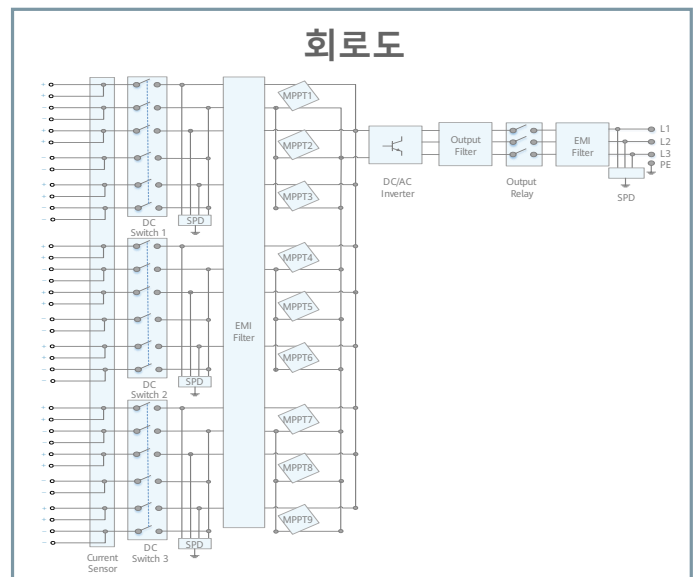 회로도
MPPT1
MPPT2
MPPT3
SPD
DC
Switch 1
MPPT4
MPPT5
MPPT6
EMI
Filter
SPD
DC
Switch 2
MPPT7
MPPT8
MPPT9
SPD
DC
Switch 3
Current
Sensor
DC/AC
Inverter
Output
Filter
Output
Relay
EMI
Filter
L1
L2
L3
PE
SPD